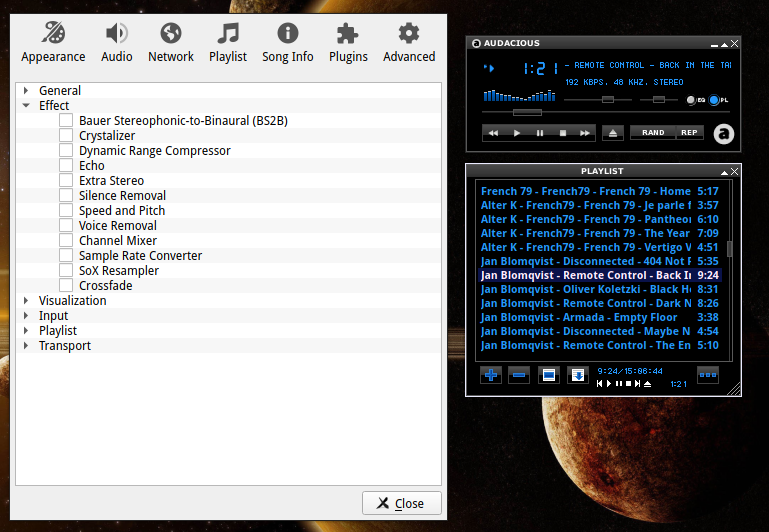 Appearance Audio Network Playlist Song Info Plugins Advanced
General
Effect
Bauer Stereophonic-to-Binaural (BS2B)
Crystalizer
Dynamic Range Compressor
Echo
Extra Stereo
Silence Removal
Speed and Pitch
Voice Removal
Channel Mixer
Sample Rate Converter
SoX Resampler
Crossfade
Visualization
Input
Playlist
Transport
Close
AUDACIOUS
1:21 - REMOTE CONTROL - BACK IN THE TA
192 KBPS, 48 KHZ, STEREO
EQ PL
RAND REP
PLAYLIST
French 79 - French79 - French 79 - Home 5:17
Alter K - French79 - French 79 - Je parle f 3:57
Alter K - French79 - French 79 - Pantheo 6:10
Alter K - French79 - French 79 - The Year 7:09
Alter K - French79 - French 79 - Vertigo V 4:51
Jan Blomqvist - Disconnected - 404 Not F 5:35
Jan Blomqvist - Remote Control - Back In 9:24
Jan Blomqvist - Oliver Koletzki - Black H 8:31
Jan Blomqvist - Remote Control - Dark N 8:26
Jan Blomqvist - Armada - Empty Floor 3:38
Jan Blomqvist - Disconnected - Maybe N 4:54
Jan Blomqvist - Remote Control - The En 5:10
9:24/15:06:44
1:21